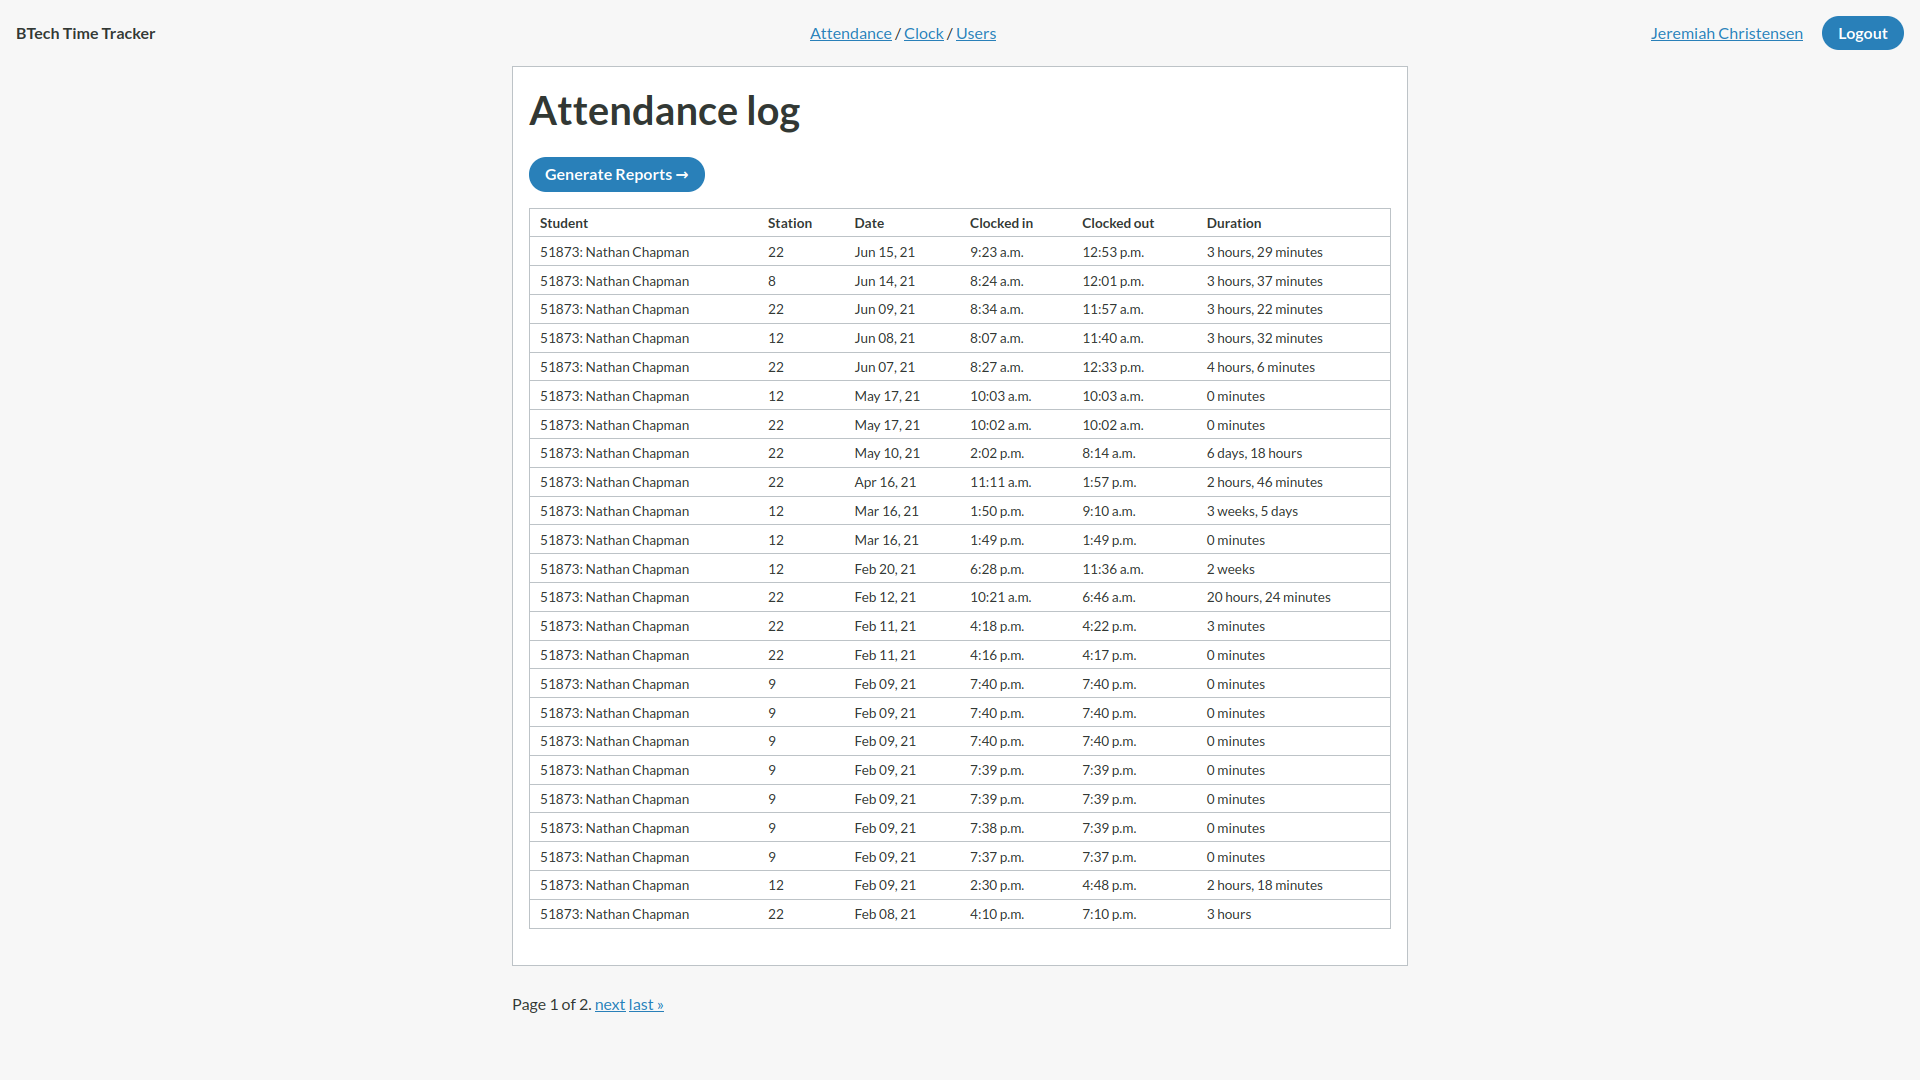 BTech Time Tracker Attendance / Clock / Users Jeremiah Christensen Logout
Attendance log
Generate Reports →
Student Station Date Clocked in Clocked out Duration
51873: Nathan Chapman 22 Jun 15, 21 9:23 a.m. 12:53 p.m. 3 hours, 29 minutes
51873: Nathan Chapman 8 Jun 14, 21 8:24 a.m. 12:01 p.m. 3 hours, 37 minutes
51873: Nathan Chapman 22 Jun 09, 21 8:34 a.m. 11:57 a.m. 3 hours, 22 minutes
51873: Nathan Chapman 12 Jun 08, 21 8:07 a.m. 11:40 a.m. 3 hours, 32 minutes
51873: Nathan Chapman 22 Jun 07, 21 8:27 a.m. 12:33 p.m. 4 hours, 6 minutes
51873: Nathan Chapman 12 May 17, 21 10:03 a.m. 10:03 a.m. 0 minutes
51873: Nathan Chapman 22 May 17, 21 10:02 a.m. 10:02 a.m. 0 minutes
51873: Nathan Chapman 22 May 10, 21 2:02 p.m. 8:14 a.m. 6 days, 18 hours
51873: Nathan Chapman 22 Apr 16, 21 11:11 a.m. 1:57 p.m. 2 hours, 46 minutes
51873: Nathan Chapman 12 Mar 16, 21 1:50 p.m. 9:10 a.m. 3 weeks, 5 days
51873: Nathan Chapman 12 Mar 16, 21 1:49 p.m. 1:49 p.m. 0 minutes
51873: Nathan Chapman 12 Feb 20, 21 6:28 p.m. 11:36 a.m. 2 weeks
51873: Nathan Chapman 22 Feb 12, 21 10:21 a.m. 6:46 a.m. 20 hours, 24 minutes
51873: Nathan Chapman 22 Feb 11, 21 4:18 p.m. 4:22 p.m. 3 minutes
51873: Nathan Chapman 22 Feb 11, 21 4:16 p.m. 4:17 p.m. 0 minutes
51873: Nathan Chapman 9 Feb 09, 21 7:40 p.m. 7:40 p.m. 0 minutes
51873: Nathan Chapman 9 Feb 09, 21 7:40 p.m. 7:40 p.m. 0 minutes
51873: Nathan Chapman 9 Feb 09, 21 7:40 p.m. 7:40 p.m. 0 minutes
51873: Nathan Chapman 9 Feb 09, 21 7:39 p.m. 7:39 p.m. 0 minutes
51873: Nathan Chapman 9 Feb 09, 21 7:39 p.m. 7:39 p.m. 0 minutes
51873: Nathan Chapman 9 Feb 09, 21 7:38 p.m. 7:39 p.m. 0 minutes
51873: Nathan Chapman 9 Feb 09, 21 7:37 p.m. 7:37 p.m. 0 minutes
51873: Nathan Chapman 12 Feb 09, 21 2:30 p.m. 4:48 p.m. 2 hours, 18 minutes
51873: Nathan Chapman 22 Feb 08, 21 4:10 p.m. 7:10 p.m. 3 hours
Page 1 of 2. next last »